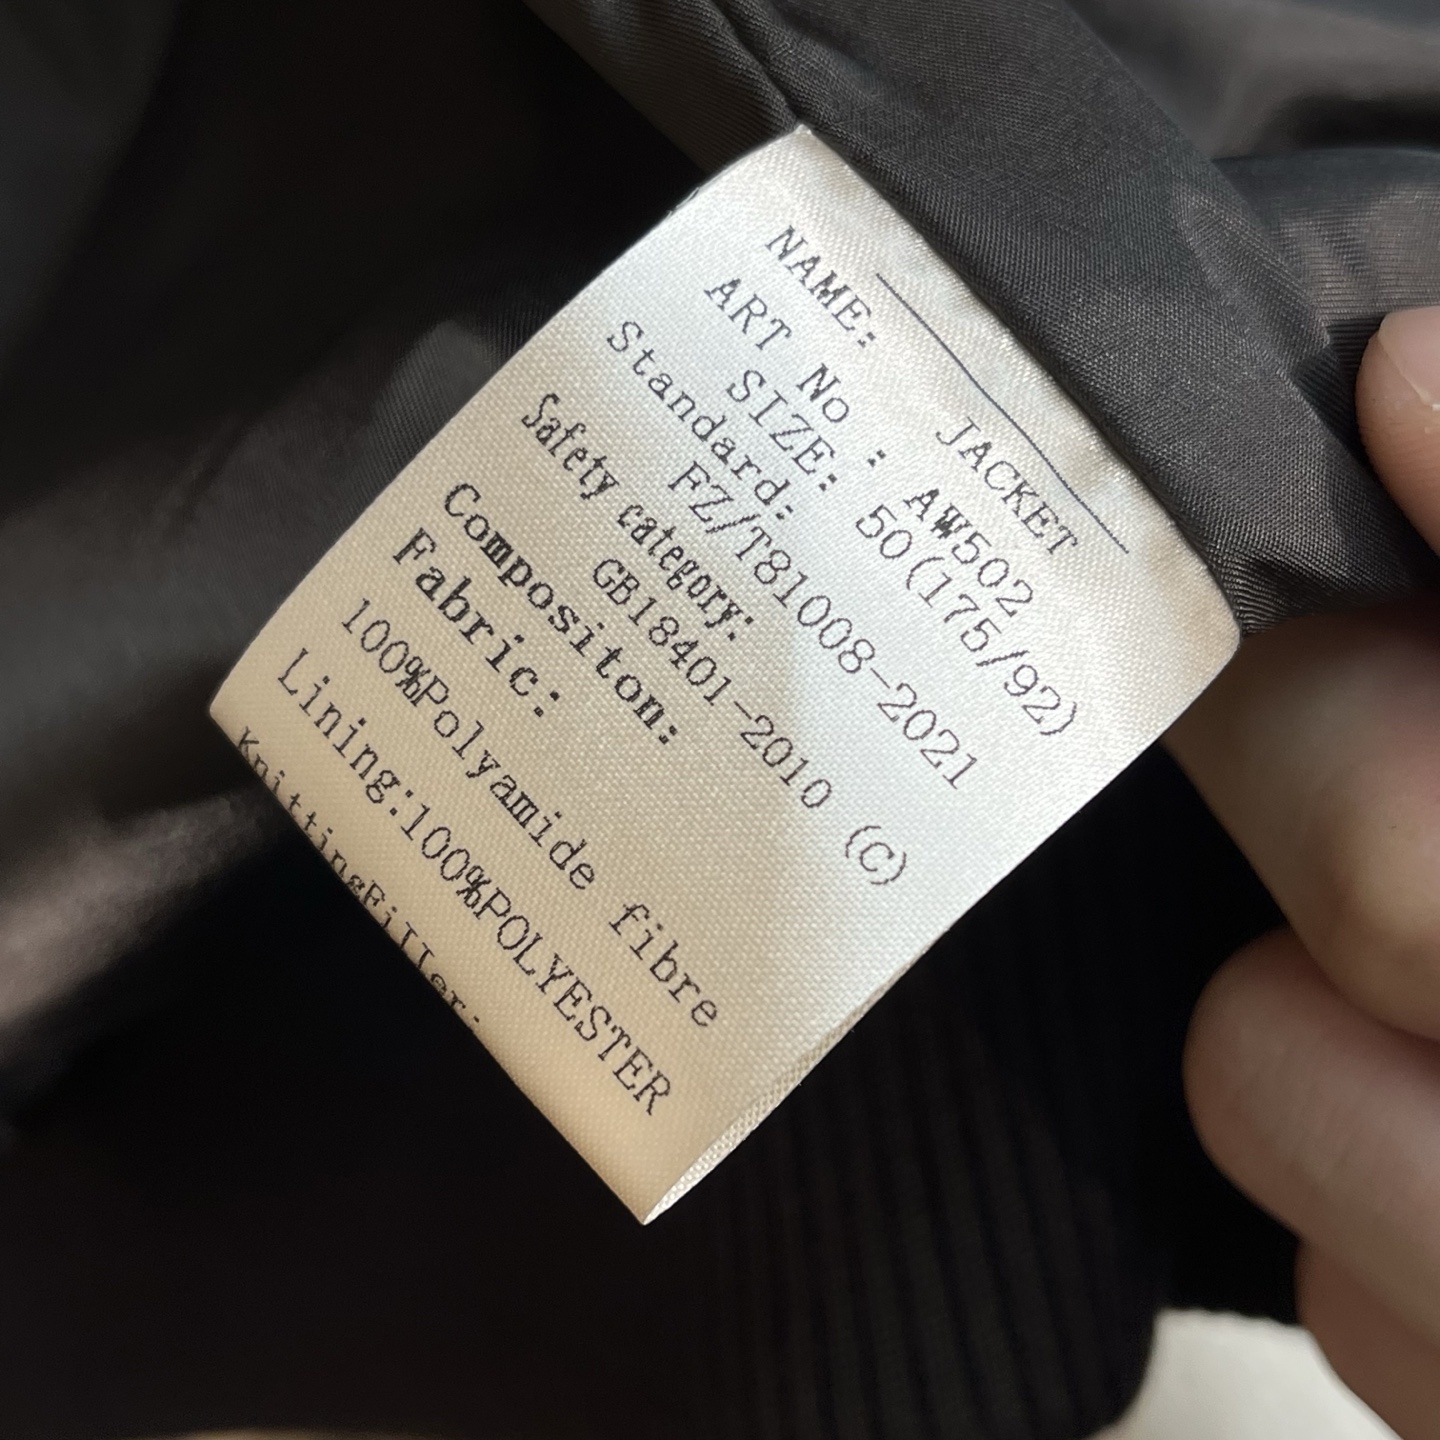 NAME: JACKET
ART No : AW502
SIZE: 50(175/92)
Standard:
FZ/T81008-2021
Safety category:
GB18401-2010 (C)
Compositon:
Fabric:
100%Polyamide fibre
Lining:100%POLYESTER
KnittingFiller: